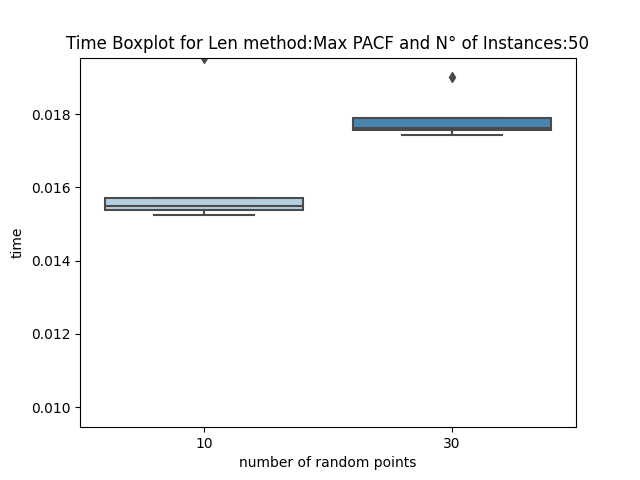 Time Boxplot for Len method:Max PACF and N° of Instances:50
0.018
0.016
0.014
0.012
0.010
time
10
30
number of random points